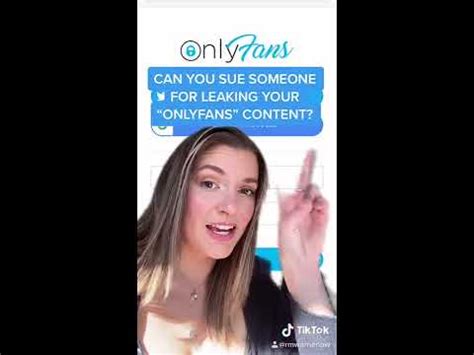 OnlyFans
CAN YOU SUE SOMEONE
FOR LEAKING YOUR
"ONLYFANS" CONTENT?
TikTok